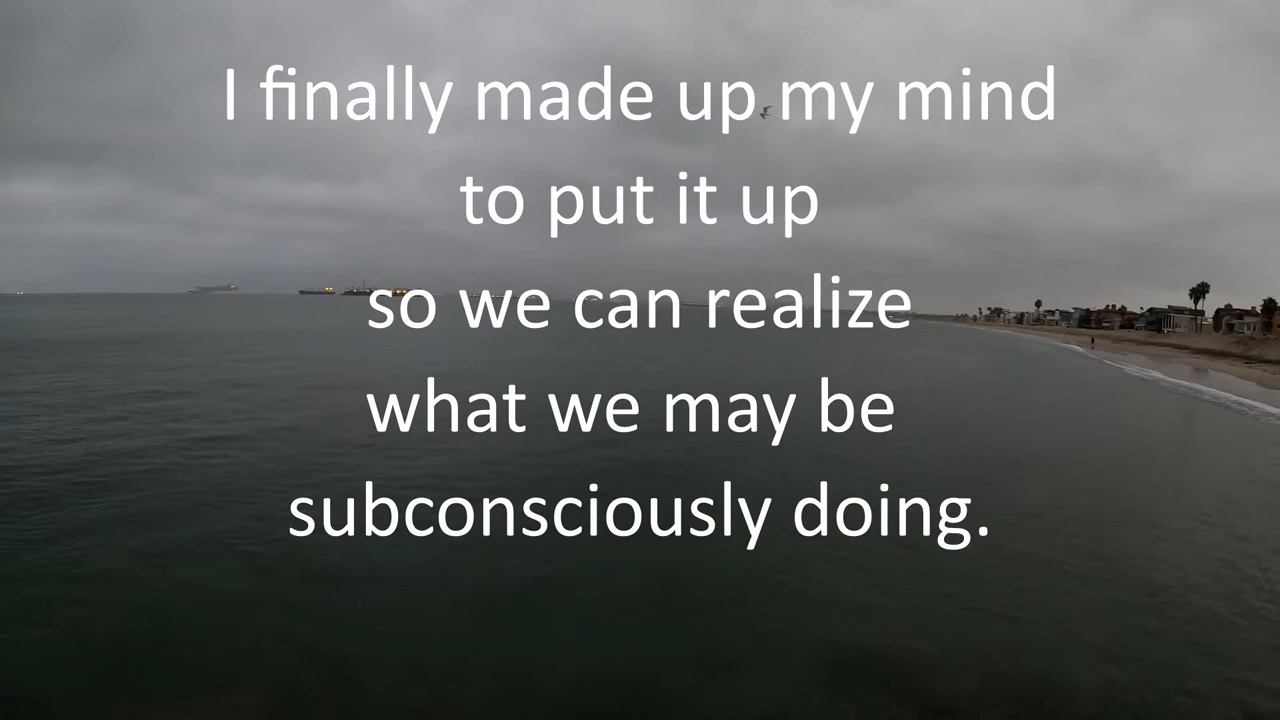 I finally made up my mind
to put it up
so we can realize
what we may be
subconsciously doing.